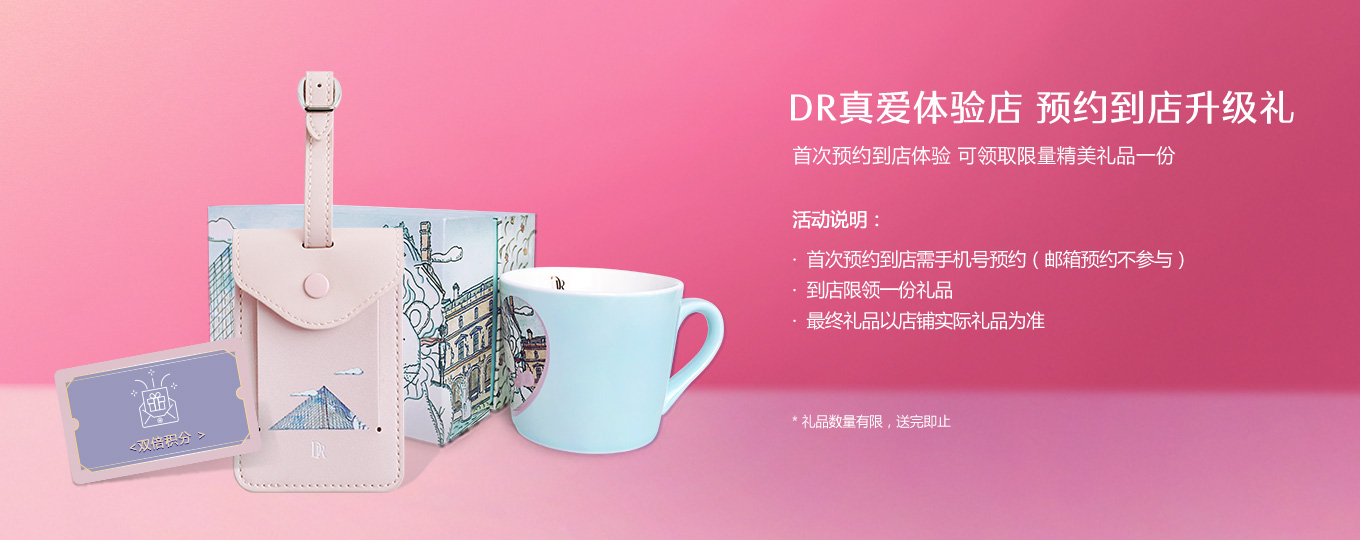 DR真爱体验店 预约到店升级礼
首次预约到店体验 可领取限量精美礼品一份
活动说明：
· 首次预约到店需手机号预约（邮箱预约不参与）
· 到店限领一份礼品
· 最终礼品以店铺实际礼品为准
* 礼品数量有限，送完即止
DR
<双倍积分 >
DR